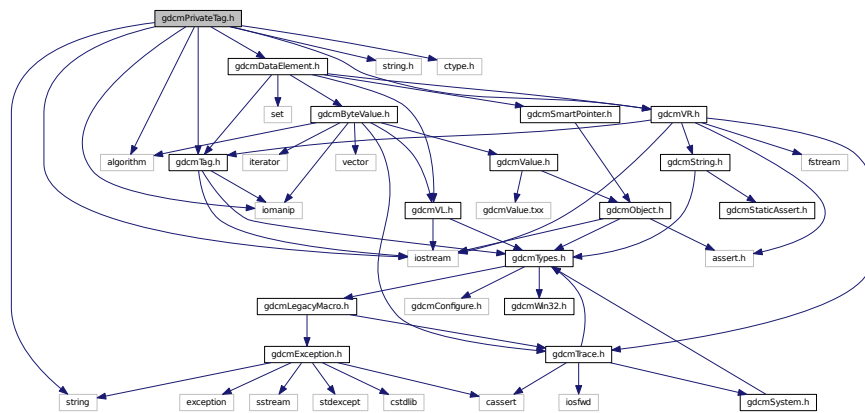 gdcmPrivateTag.h
gdcmDataElement.h
string.h
ctype.h
set
gdcmByteValue.h
gdcmSmartPointer.h
gdcmVR.h
algorithm
gdcmTag.h
iterator
vector
gdcmValue.h
gdcmString.h
fstream
iomanip
gdcmVL.h
gdcmValue.txx
gdcmObject.h
gdcmStaticAssert.h
iostream
gdcmTypes.h
assert.h
gdcmLegacyMacro.h
gdcmConfigure.h
gdcmWin32.h
gdcmException.h
gdcmTrace.h
string
exception
sstream
stdexcept
cstdlib
cassert
iosfwd
gdcmSystem.h